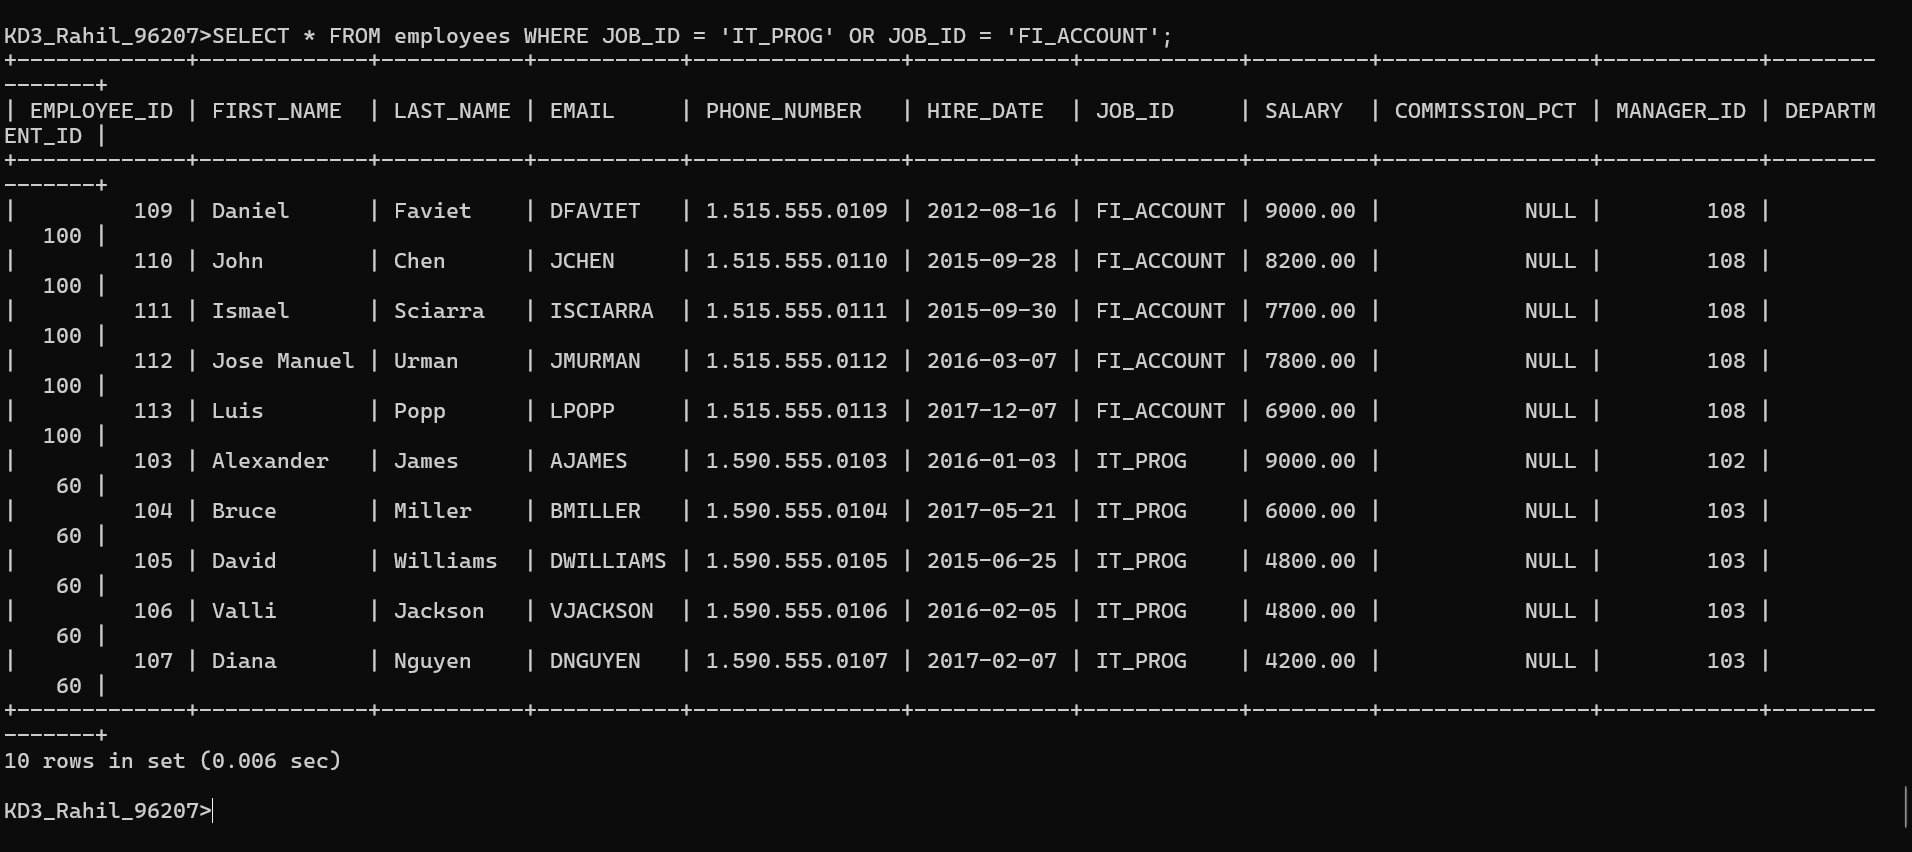 KD3_Rahil_96207>SELECT * FROM employees WHERE JOB_ID = 'IT_PROG' OR JOB_ID = 'FI_ACCOUNT';
+-------------+-------------+-----------+-----------+----------------+------------+------------+---------+----------------+------------+--------
-------+
| EMPLOYEE_ID | FIRST_NAME  | LAST_NAME | EMAIL     | PHONE_NUMBER   | HIRE_DATE  | JOB_ID     | SALARY  | COMMISSION_PCT | MANAGER_ID | DEPARTM
ENT_ID |
+-------------+-------------+-----------+-----------+----------------+------------+------------+---------+----------------+------------+--------
-------+
|         109 | Daniel      | Faviet    | DFAVIET   | 1.515.555.0109 | 2012-08-16 | FI_ACCOUNT | 9000.00 |           NULL |        108 |
   100 |
|         110 | John        | Chen      | JCHEN     | 1.515.555.0110 | 2015-09-28 | FI_ACCOUNT | 8200.00 |           NULL |        108 |
   100 |
|         111 | Ismael      | Sciarra   | ISCIARRA  | 1.515.555.0111 | 2015-09-30 | FI_ACCOUNT | 7700.00 |           NULL |        108 |
   100 |
|         112 | Jose Manuel | Urman     | JMURMAN   | 1.515.555.0112 | 2016-03-07 | FI_ACCOUNT | 7800.00 |           NULL |        108 |
   100 |
|         113 | Luis        | Popp      | LPOPP     | 1.515.555.0113 | 2017-12-07 | FI_ACCOUNT | 6900.00 |           NULL |        108 |
   100 |
|         103 | Alexander   | James     | AJAMES    | 1.590.555.0103 | 2016-01-03 | IT_PROG    | 9000.00 |           NULL |        102 |
    60 |
|         104 | Bruce       | Miller    | BMILLER   | 1.590.555.0104 | 2017-05-21 | IT_PROG    | 6000.00 |           NULL |        103 |
    60 |
|         105 | David       | Williams  | DWILLIAMS | 1.590.555.0105 | 2015-06-25 | IT_PROG    | 4800.00 |           NULL |        103 |
    60 |
|         106 | Valli       | Jackson   | VJACKSON  | 1.590.555.0106 | 2016-02-05 | IT_PROG    | 4800.00 |           NULL |        103 |
    60 |
|         107 | Diana       | Nguyen    | DNGUYEN   | 1.590.555.0107 | 2017-02-07 | IT_PROG    | 4200.00 |           NULL |        103 |
    60 |
+-------------+-------------+-----------+-----------+----------------+------------+------------+---------+----------------+------------+--------
-------+
10 rows in set (0.006 sec)
KD3_Rahil_96207>